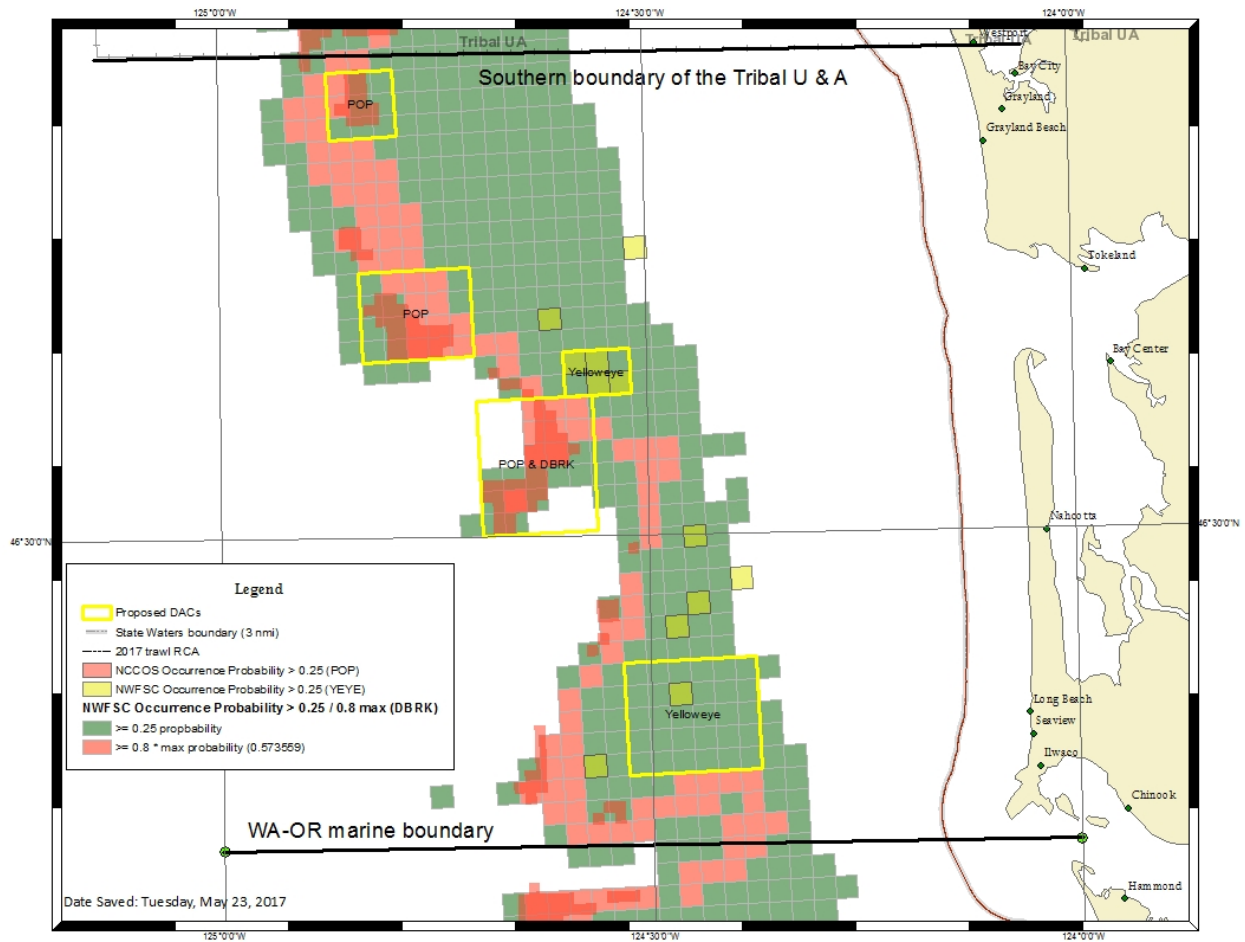 125°0'0"W
124°30'0"W
124°0'0"W
Tribal UA
Westport
Tribal UA
Tribal UA
Southern boundary of the Tribal U & A
Bay City
POP
Grayland
Grayland Beach
Tokeland
POP
Bay Center
Yelloweye
POP & DBRK
Nahcotta
46°30'0"N
46°30'0"N
Legend
Proposed DACs
State Waters boundary (3 nmi)
2017 trawl RCA
NCCOS Occurrence Probability > 0.25 (POP)
NWFSC Occurrence Probability > 0.25 (YEYE)
NWFSC Occurrence Probability > 0.25 / 0.8 max (DBRK)
>= 0.25 propbability
>= 0.8 * max probability (0.573559)
Long Beach
Yelloweye
Seaview
Ilwaco
Chinook
WA-OR marine boundary
Hammond
Date Saved: Tuesday, May 23, 2017
125°0'0"W
124°30'0"W
124°0'0"W